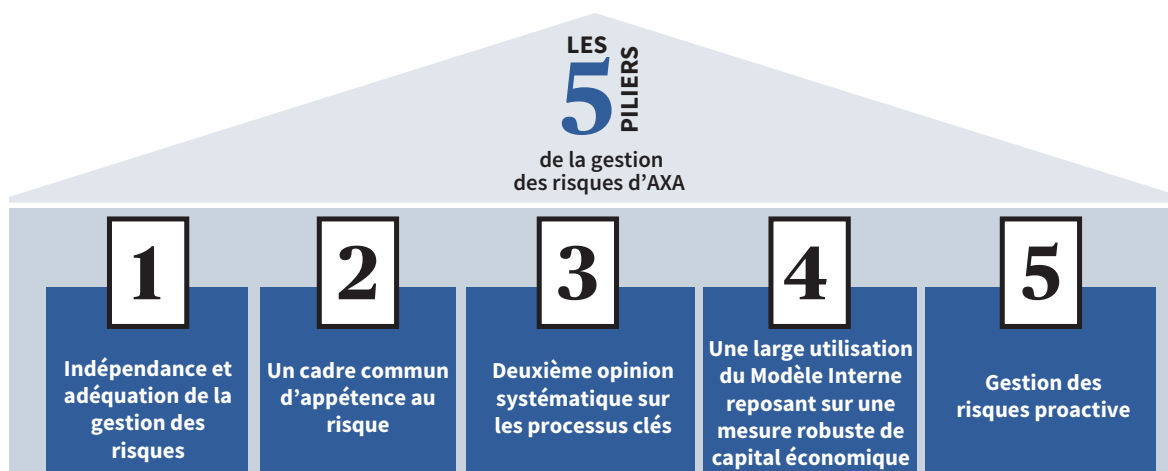 LES
5
PILIERS
de la gestion
des risques d'AXA
1
Indépendance et
adéquation de la
gestion des
risques
2
Un cadre commun
d'appétence au
risque
3
Deuxième opinion
systématique sur
les processus clés
4
Une large utilisation
du Modèle Interne
reposant sur une
mesure robuste de
capital économique
5
Gestion des
risques proactive